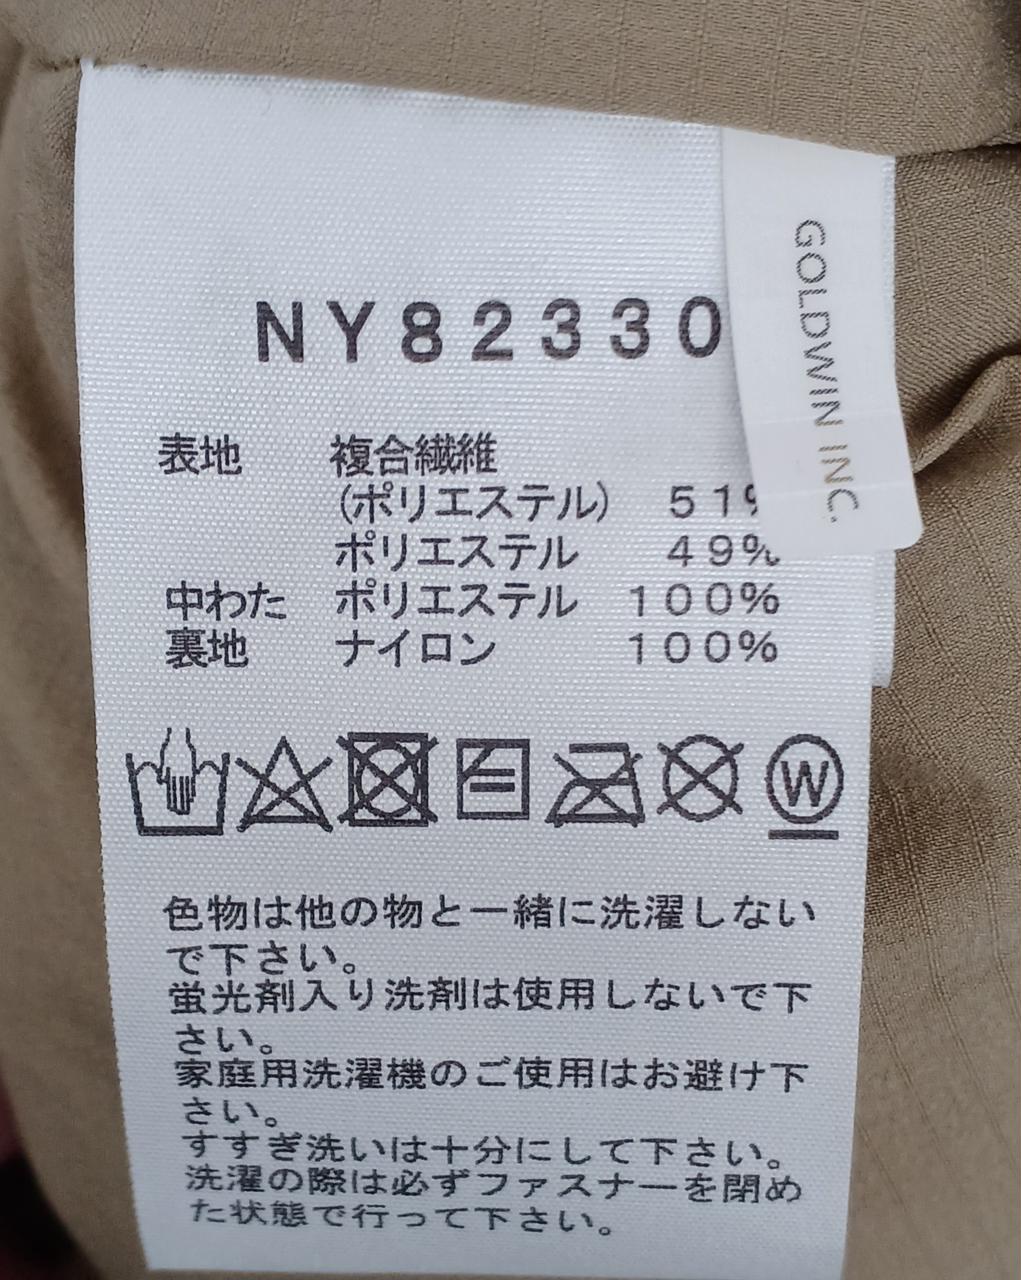 NY82330
GOLDWIN INC.
表地 複合繊維
(ポリエステル) 51%
ポリエステル 49%
中わた ポリエステル 100%
裏地 ナイロン 100%
W
色物は他の物と一緒に洗濯しない
で下さい。
蛍光剤入り洗剤は使用しないで下
さい。
家庭用洗濯機のご使用はお避け下
さい。
すすぎ洗いは十分にして下さい。
洗濯の際は必ずファスナーを閉め
た状態で行って下さい。